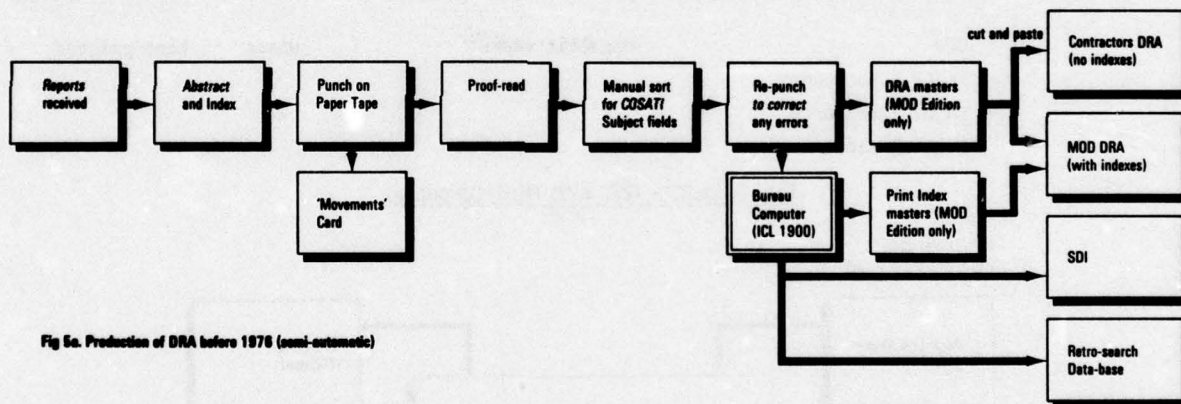 Reports
received
Abstract
and Index
Punch on
Paper Tape
Proof-read
Manual sort
for COSATI
Subject fields
Re-punch
to correct
any errors
DRA masters
(MOD Edition
only)
cut and paste
Contractors DRA
(no indexes)
'Movements'
Card
Bureau
Computer
(ICL 1900)
Print Index
masters (MOD
Edition only)
MOD DRA
(with indexes)
SDI
Retro-search
Data-base
Fig 5a. Production of DRA before 1976 (semi-automatic)